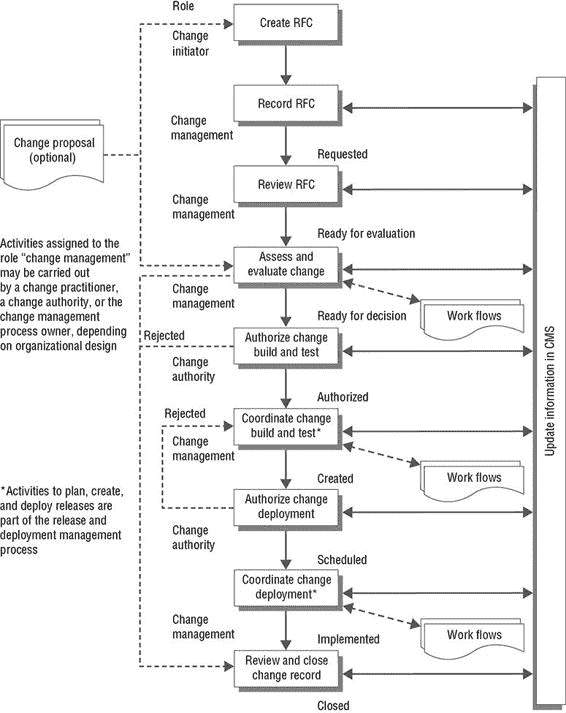 Role
Create RFC
Change
initiator
Record RFC
Change
management
Change proposal
(optional)
Requested
Review RFC
Change
management
Ready for evaluation
Activities assigned to the
role “change management”
may be carried out
by a change practitioner,
a change authority, or the
change management
process owner, depending
on organizational design
Assess and
evaluate change
Change
management
Work flows
Ready for decision
Rejected
Authorize change
build and test
Change
authority
Authorized
Rejected
Coordinate change
build and test*
Change
management
Work flows
Created
*Activities to plan, create,
and deploy releases are
part of the release and
deployment management
process
Authorize change
deployment
Change
authority
Scheduled
Coordinate change
deployment*
Change
management
Work flows
Implemented
Review and close
change record
Closed
Update information in CMS